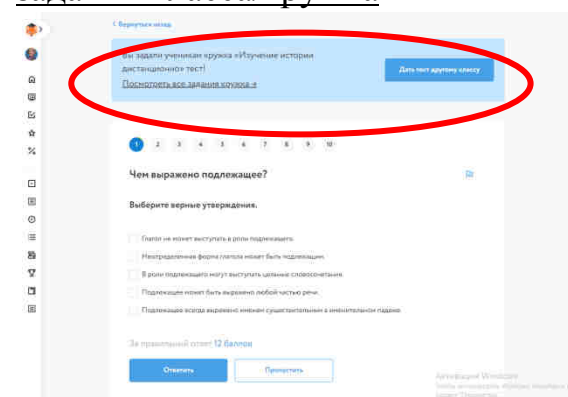 Вернуться назад
Вы задали ученикам кружка «Изучение истории
дистанционно» тест!
Посмотреть все задания кружка
Дать тест другому классу
1 2 3 4 5 6 7 8 9 10
Чем выражено подлежащее?
Выберите верные утверждения.
Глагол не может выступать в роли подлежащего.
Неопределенная форма глагола может быть подлежащим.
В роли подлежащего могут выступать цельные словосочетания.
Подлежащее может быть выражено любой частью речи.
Подлежащее всегда выражено именем существительным в именительном падеже.
За правильный ответ 12 баллов
Ответить
Пропустить
Активация Windows